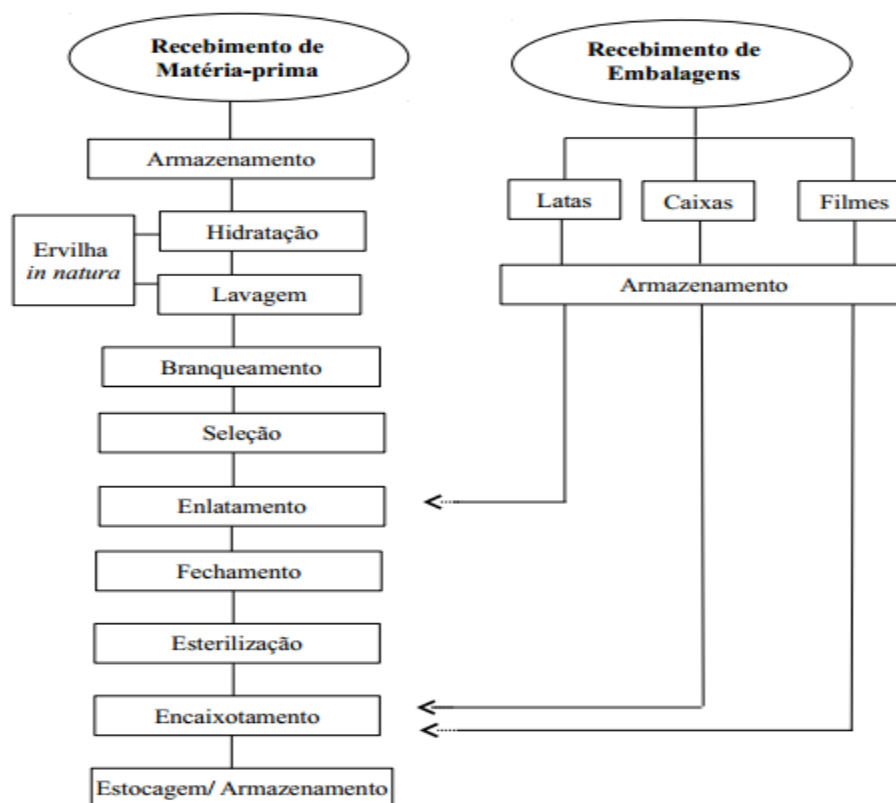 Recebimento de
Matéria-prima
Armazenamento
Ervilha
in natura
Hidratação
Lavagem
Branqueamento
Seleção
Enlatamento
Fechamento
Esterilização
Encaixotamento
Estocagem/ Armazenamento
Recebimento de
Embalagens
Latas
Caixas
Filmes
Armazenamento